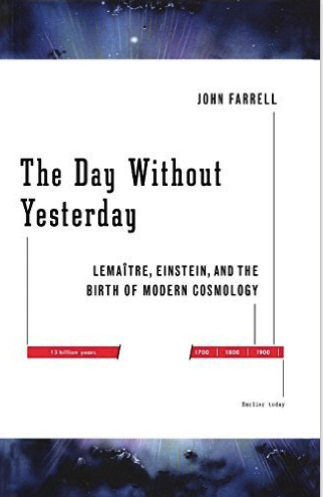 JOHN FARRELL
The Day Without
Yesterday
LEMAÎTRE, EINSTEIN, AND THE
BIRTH OF MODERN COSMOLOGY
13 billion years
1700 1800 1900
Earlier today